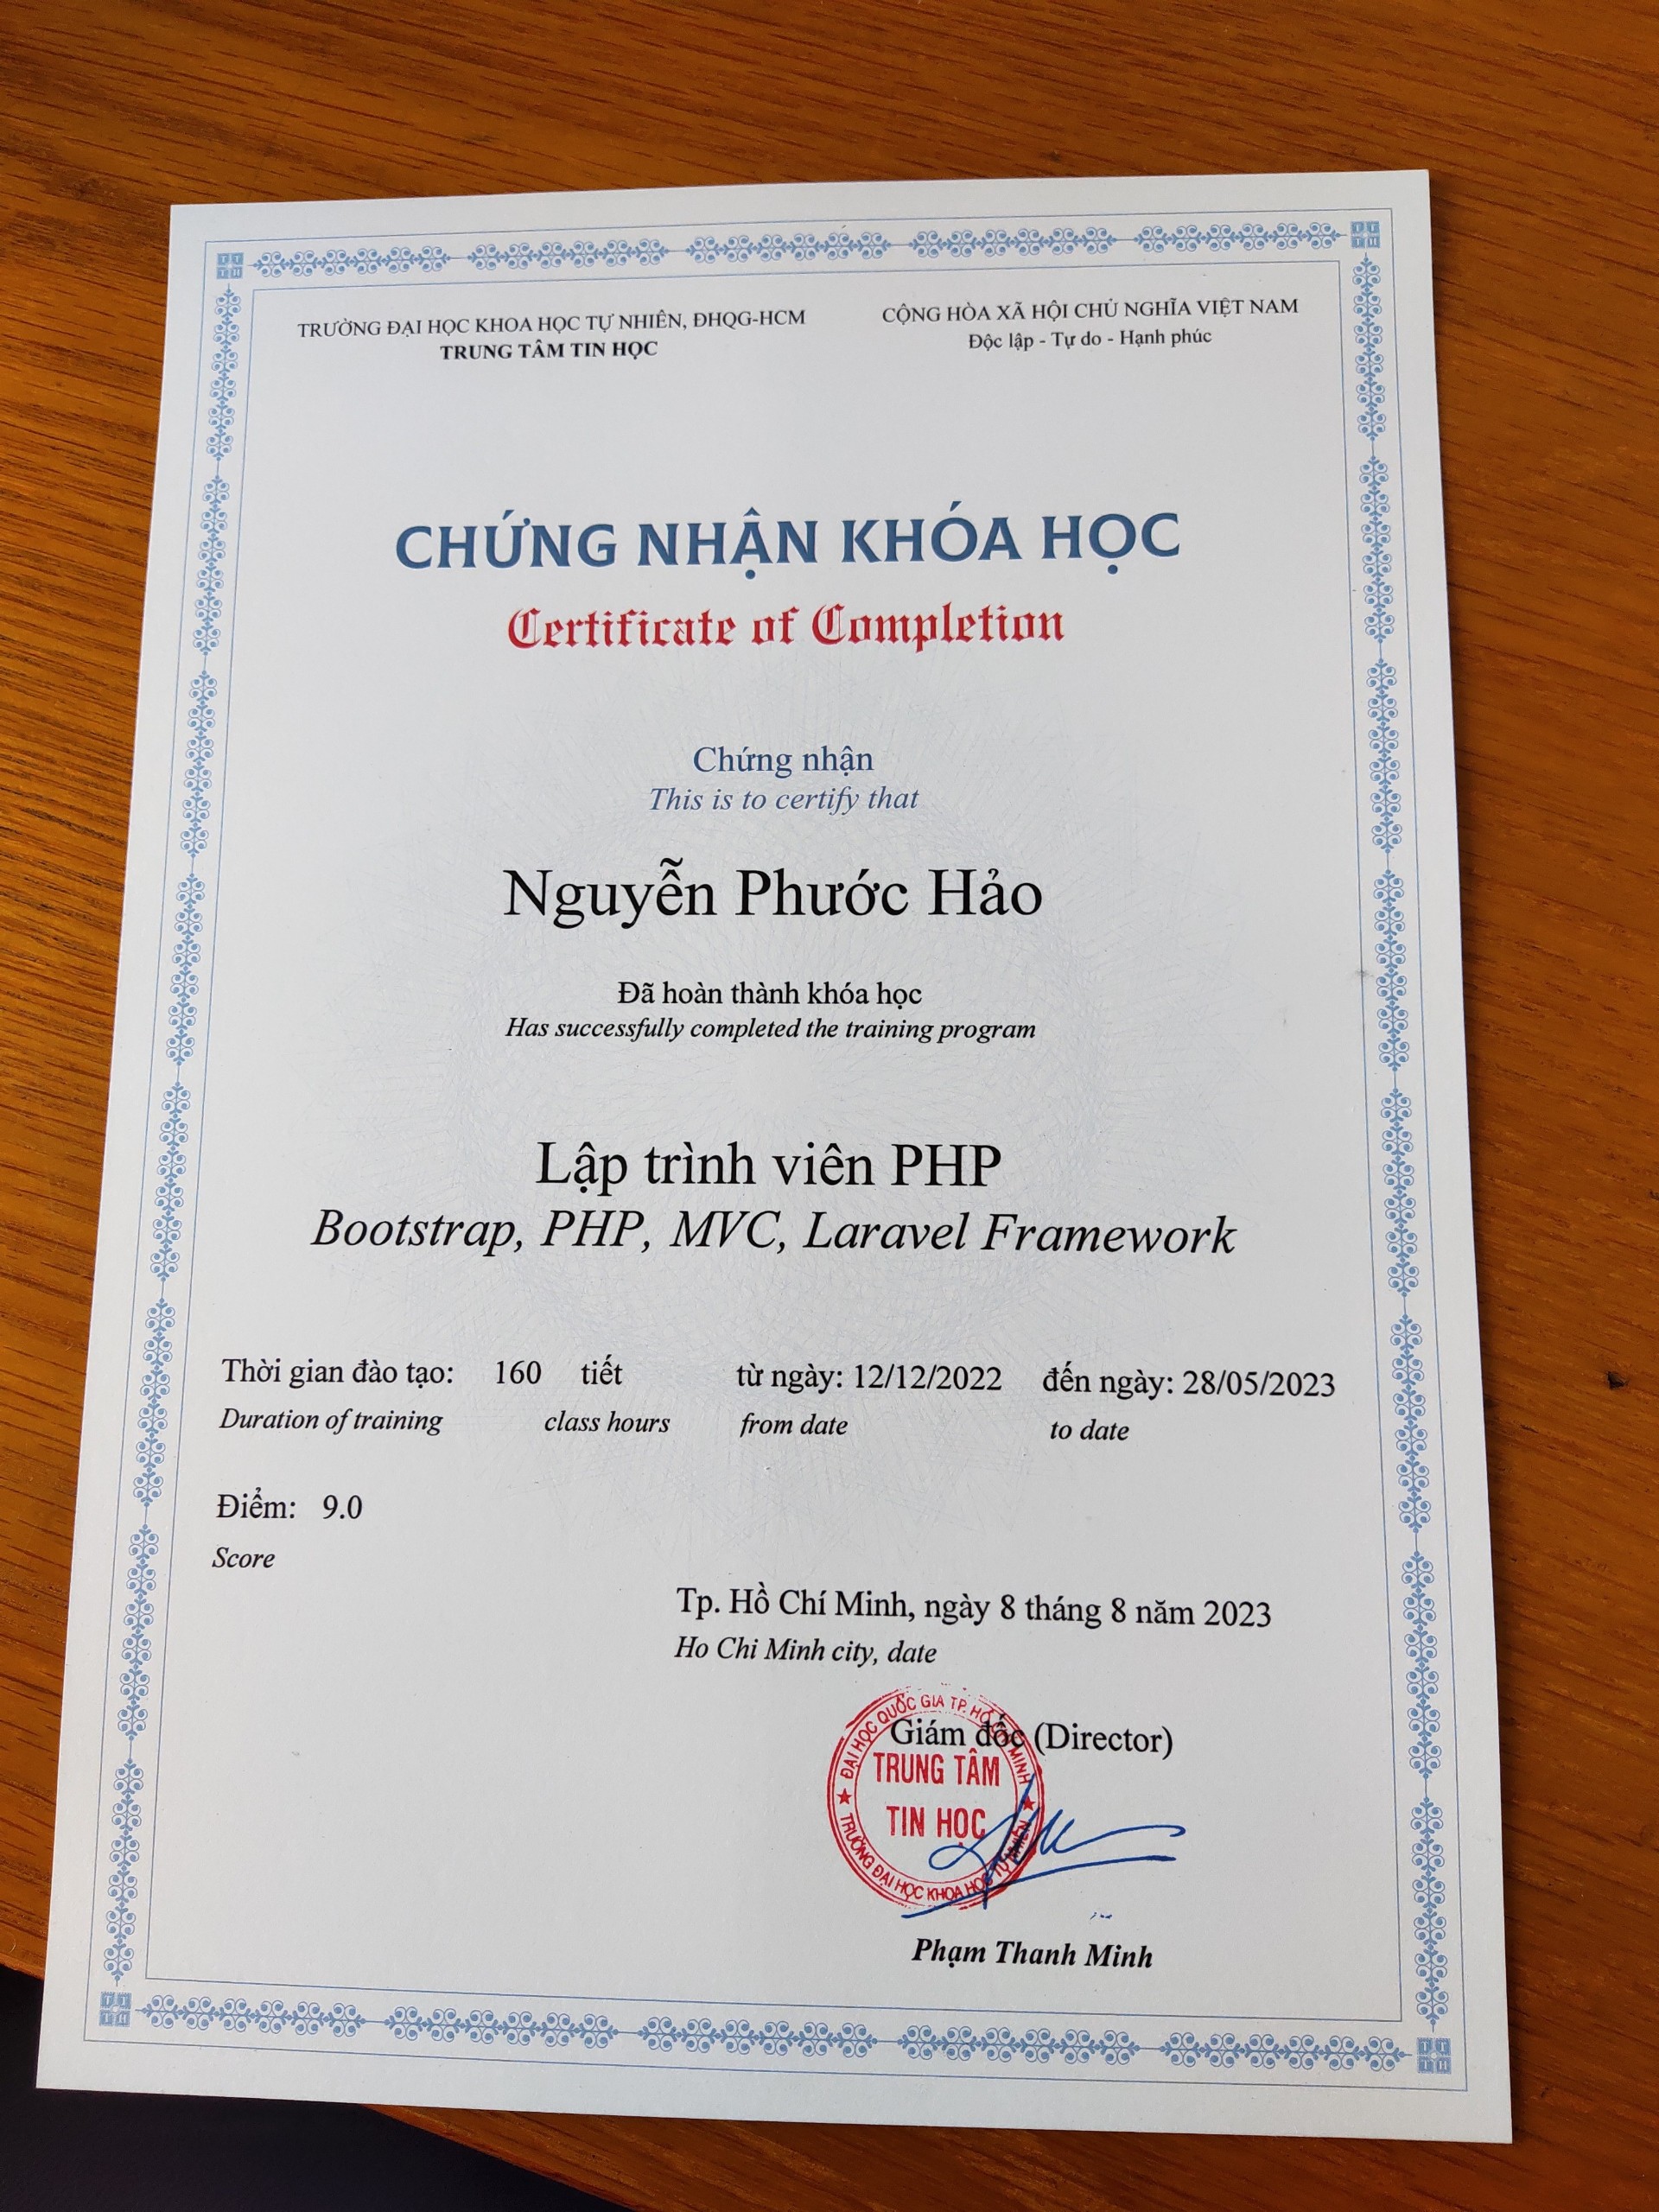 TRƯỜNG ĐẠI HỌC KHOA HỌC TỰ NHIÊN, ĐHQG-HCM
TRUNG TÂM TIN HỌC
CỘNG HÒA XÃ HỘI CHỦ NGHĨA VIỆT NAM
Độc lập - Tự do - Hạnh phúc
CHỨNG NHẬN KHÓA HỌC
Certificate of Completion
Chứng nhận
This is to certify that
Nguyễn Phước Hảo
Đã hoàn thành khóa học
Has successfully completed the training program
Lập trình viên PHP
Bootstrap, PHP, MVC, Laravel Framework
Thời gian đào tạo: 160 tiết từ ngày: 12/12/2022 đến ngày: 28/05/2023
Duration of training class hours from date to date
Điểm: 9.0
Score
Tp. Hồ Chí Minh, ngày 8 tháng 8 năm 2023
Ho Chi Minh city, date
Giám đốc (Director)
ĐẠI HỌC QUỐC GIA TP. HỒ CHÍ MINH
TRUNG TÂM
TIN HỌC
TRƯỜNG ĐẠI HỌC KHOA HỌC TỰ NHIÊN
Phạm Thanh Minh